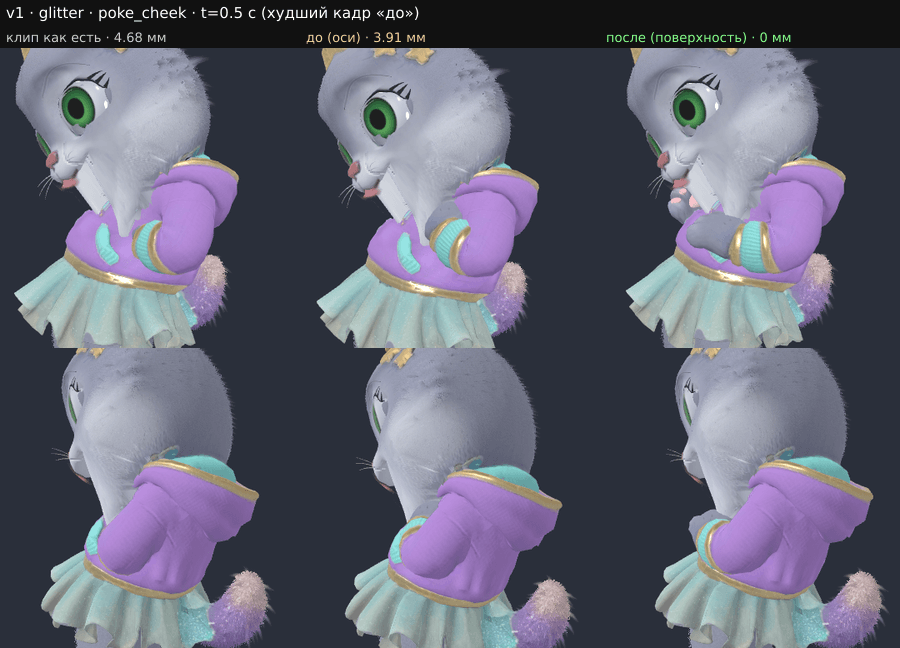 v1 · glitter · poke_cheek · t=0.5 с (худший кадр «до»)
клип как есть · 4.68 мм
до (оси) · 3.91 мм
после (поверхность) · 0 мм